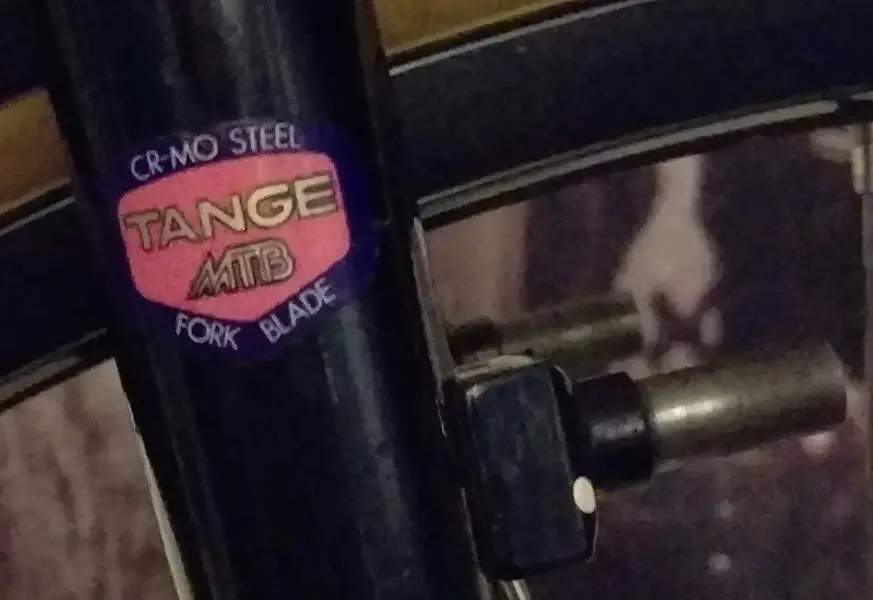 CR-MO STEEL
TANGE
MTB
FORK BLADE